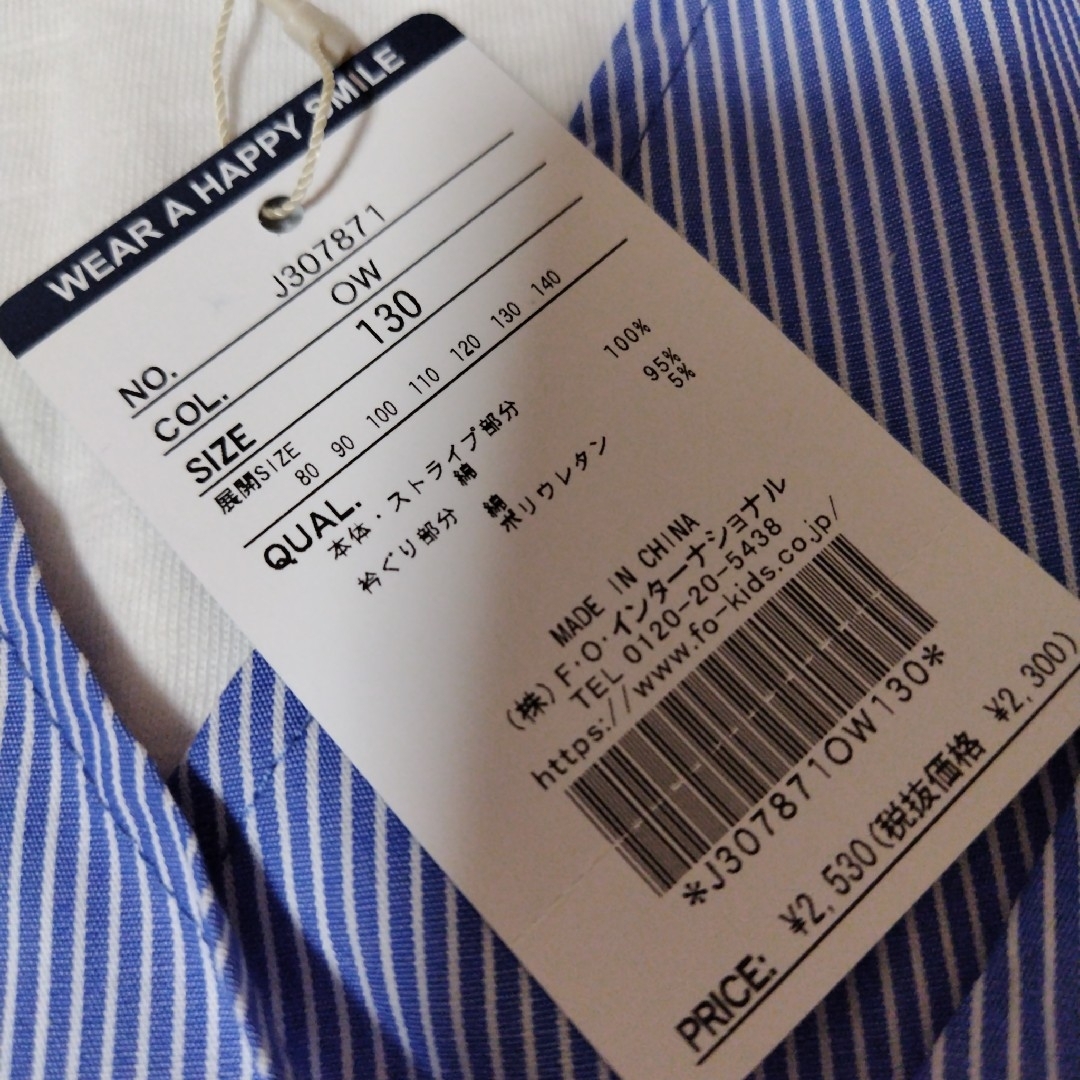 WEAR A HAPPY SMILE
NO. J307871
COL. OW
SIZE 130
展開SIZE
80 90 100 110 120 130 140
QUAL.
本体・ストライプ部分
綿 100%
衿ぐり部分 綿 95%
ポリウレタン 5%
MADE IN CHINA
(株)F・O・インターナショナル
TEL 0120-20-5438
https://www.fo-kids.co.jp/
*J307871OW130*
PRICE: ¥2,530(税抜価格 ¥2,300)